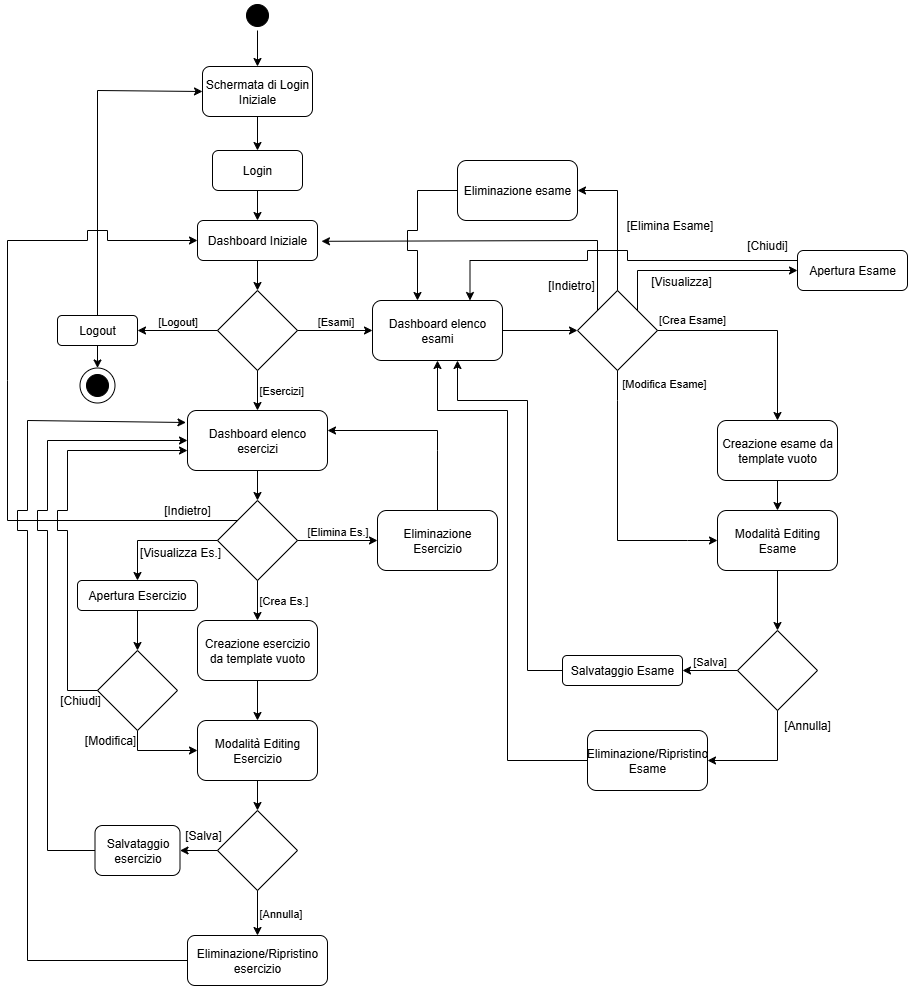 Schermata di Login
Iniziale
Login
Eliminazione esame
[Elimina Esame]
Dashboard Iniziale
[Chiudi]
Apertura Esame
[Indietro]
[Visualizza]
Logout
[Logout]
[Esami]
Dashboard elenco
esami
[Crea Esame]
[Modifica Esame]
[Esercizi]
Dashboard elenco
esercizi
Creazione esame da
template vuoto
[Indietro]
[Elimina Es.]
Eliminazione
Esercizio
Modalità Editing
Esame
[Visualizza Es.]
Apertura Esercizio
[Crea Es.]
Creazione esercizio
da template vuoto
[Salva]
Salvataggio Esame
[Chiudi]
[Annulla]
[Modifica]
Modalità Editing
Esercizio
Eliminazione/Ripristino
Esame
[Salva]
Salvataggio
esercizio
[Annulla]
Eliminazione/Ripristino
esercizio